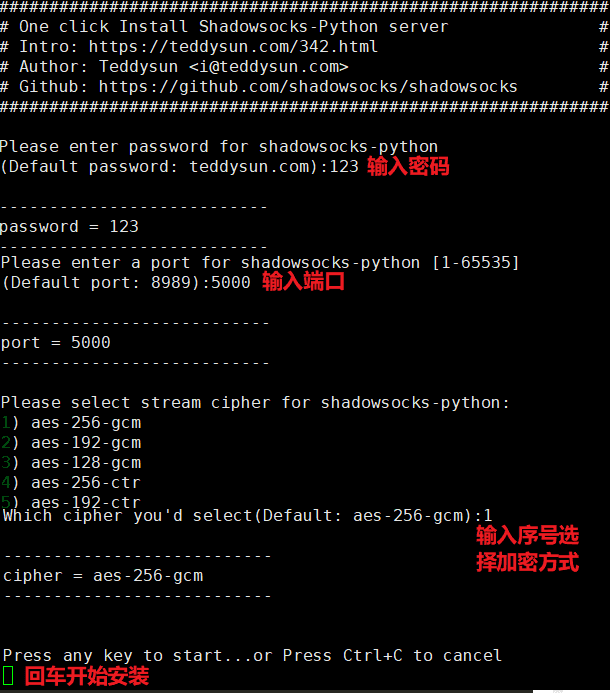 #############################################################
# One click Install Shadowsocks-Python server #
# Intro: https://teddysun.com/342.html #
# Author: Teddysun <i@teddysun.com> #
# Github: https://github.com/shadowsocks/shadowsocks #
#############################################################
Please enter password for shadowsocks-python
(Default password: teddysun.com):123 输入密码
---------------------------
password = 123
---------------------------
Please enter a port for shadowsocks-python [1-65535]
(Default port: 8989):5000 输入端口
---------------------------
port = 5000
---------------------------
Please select stream cipher for shadowsocks-python:
1) aes-256-gcm
2) aes-192-gcm
3) aes-128-gcm
4) aes-256-ctr
5) aes-192-ctr
Which cipher you'd select(Default: aes-256-gcm):1
输入序号选
择加密方式
---------------------------
cipher = aes-256-gcm
---------------------------
Press any key to start...or Press Ctrl+C to cancel
回车开始安装